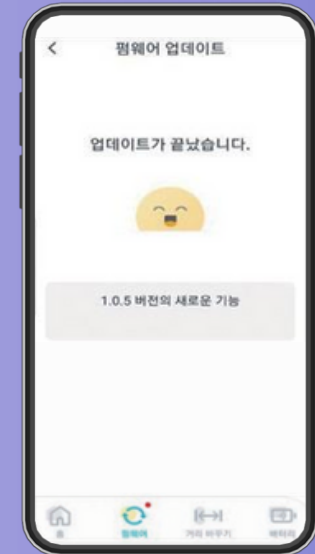 펌웨어 업데이트
업데이트가 끝났습니다.
1.0.5 버전의 새로운 기능
홈
펌웨어
거리 바꾸기
배터리